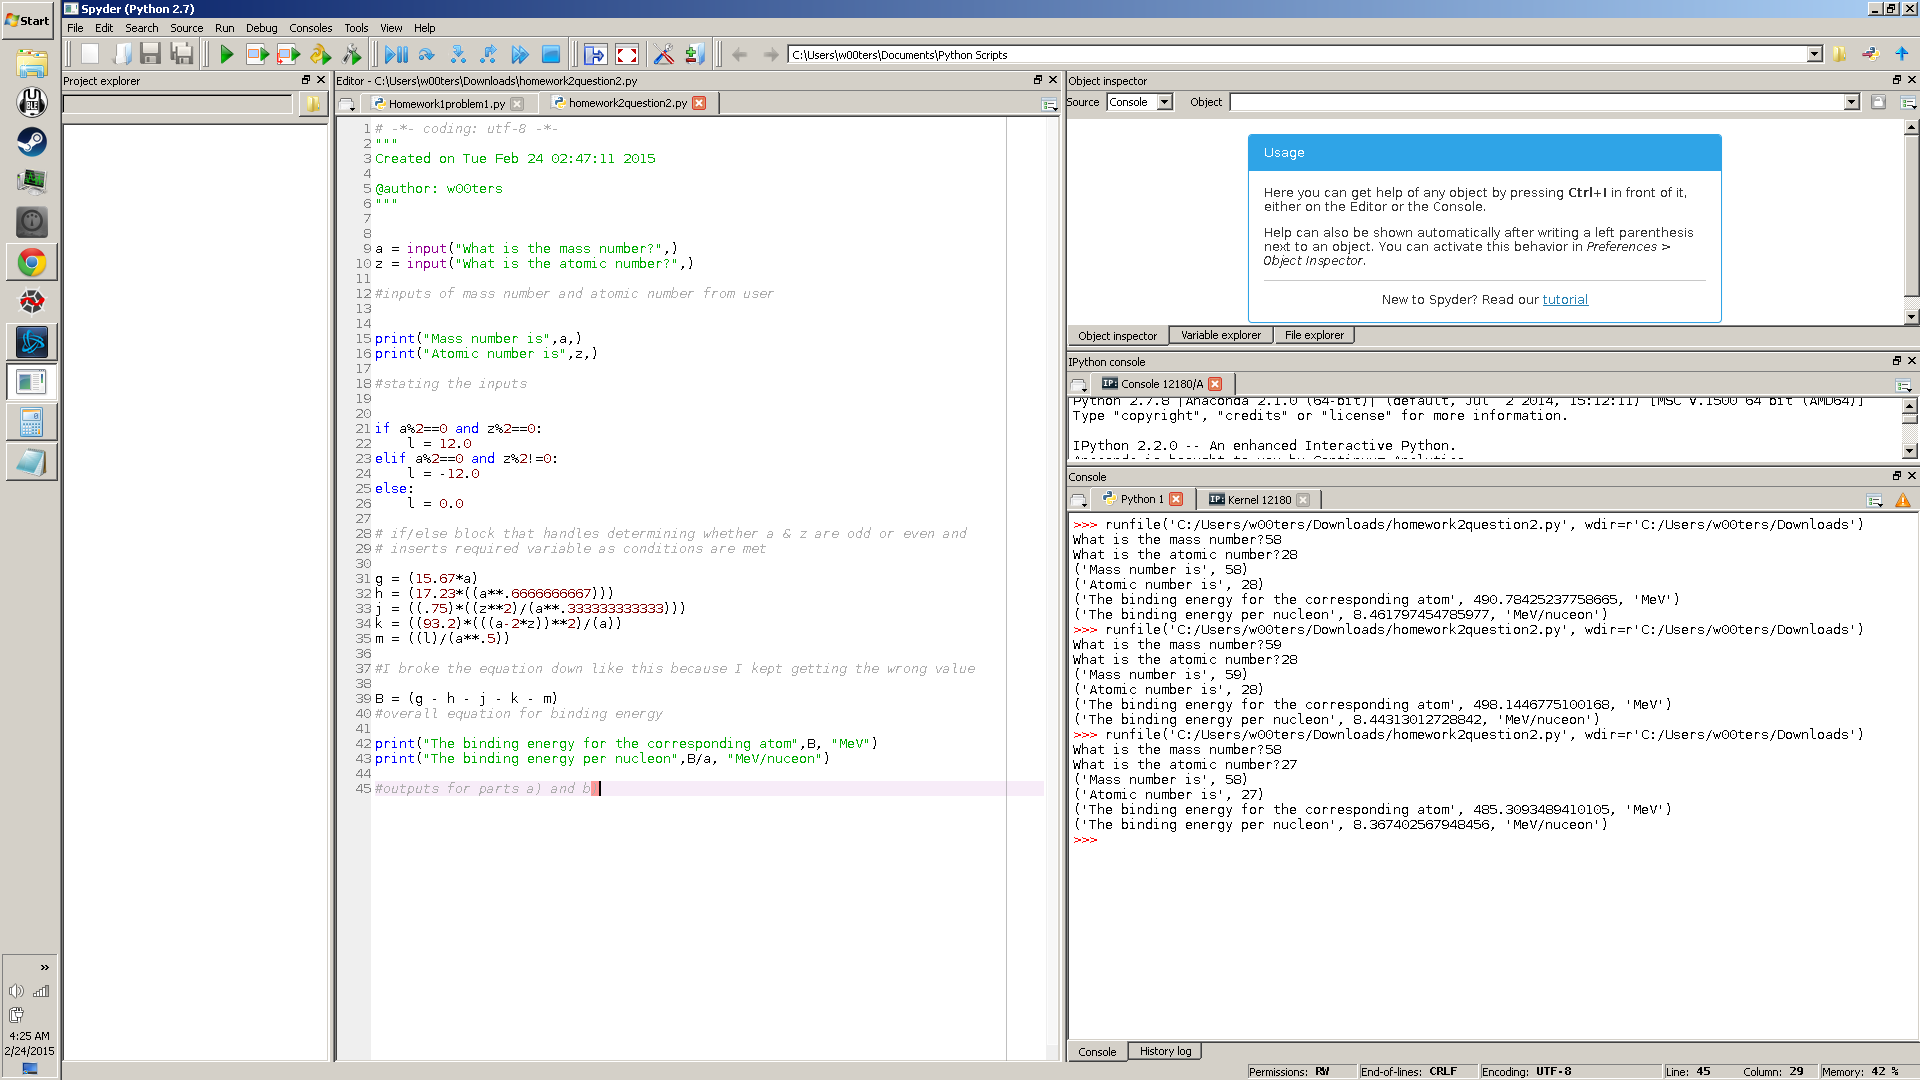 Start
Spyder (Python 2.7)
File Edit Search Source Run Debug Consoles Tools View Help
C:\Users\w00ters\Documents\Python Scripts
Project explorer
Editor - C:\Users\w00ters\Downloads\homework2question2.py
Homework1problem1.py
homework2question2.py
1 # -*- coding: utf-8 -*-
2 """
3 Created on Tue Feb 24 02:47:11 2015
4
5 @author: w00ters
6 """
7
8
9 a = input("What is the mass number?",)
10 z = input("What is the atomic number?",)
11
12 #inputs of mass number and atomic number from user
13
14
15 print("Mass number is",a,)
16 print("Atomic number is",z,)
17
18 #stating the inputs
19
20
21 if a%2==0 and z%2==0:
22     l = 12.0
23 elif a%2==0 and z%2!=0:
24     l = -12.0
25 else:
26     l = 0.0
27
28 # if/else block that handles determining whether a & z are odd or even and
29 # inserts required variable as conditions are met
30
31 g = (15.67*a)
32 h = (17.23*((a**.6666666667)))
33 j = ((.75)*((z**2)/(a**.333333333333)))
34 k = ((93.2)*(((a-2*z))**2)/(a))
35 m = ((l)/(a**.5))
36
37 #I broke the equation down like this because I kept getting the wrong value
38
39 B = (g - h - j - k - m)
40 #overall equation for binding energy
41
42 print("The binding energy for the corresponding atom",B, "MeV")
43 print("The binding energy per nucleon",B/a, "MeV/nuceon")
44
45 #outputs for parts a) and b)
Object inspector
Source Console Object
Usage
Here you can get help of any object by pressing Ctrl+I in front of it,
either on the Editor or the Console.
Help can also be shown automatically after writing a left parenthesis
next to an object. You can activate this behavior in Preferences >
Object Inspector.
New to Spyder? Read our tutorial
Object inspector Variable explorer File explorer
IPython console
IP: Console 12180/A
Python 2.7.8 |Anaconda 2.1.0 (64-bit)| (default, Jul  2 2014, 15:12:11) [MSC v.1500 64 bit (AMD64)]
Type "copyright", "credits" or "license" for more information.
IPython 2.2.0 -- An enhanced Interactive Python.
Anaconda is brought to you by Continuum Analytics.
Console
Python 1
IP: Kernel 12180
>>> runfile('C:/Users/w00ters/Downloads/homework2question2.py', wdir=r'C:/Users/w00ters/Downloads')
What is the mass number?58
What is the atomic number?28
('Mass number is', 58)
('Atomic number is', 28)
('The binding energy for the corresponding atom', 490.78425237758665, 'MeV')
('The binding energy per nucleon', 8.461797454785977, 'MeV/nuceon')
>>> runfile('C:/Users/w00ters/Downloads/homework2question2.py', wdir=r'C:/Users/w00ters/Downloads')
What is the mass number?59
What is the atomic number?28
('Mass number is', 59)
('Atomic number is', 28)
('The binding energy for the corresponding atom', 498.1446775100168, 'MeV')
('The binding energy per nucleon', 8.44313012728842, 'MeV/nuceon')
>>> runfile('C:/Users/w00ters/Downloads/homework2question2.py', wdir=r'C:/Users/w00ters/Downloads')
What is the mass number?58
What is the atomic number?27
('Mass number is', 58)
('Atomic number is', 27)
('The binding energy for the corresponding atom', 485.3093489410105, 'MeV')
('The binding energy per nucleon', 8.367402567948456, 'MeV/nuceon')
>>>
Console History log
4:25 AM
2/24/2015
Permissions: RW End-of-lines: CRLF Encoding: UTF-8 Line: 45 Column: 29 Memory: 42 %